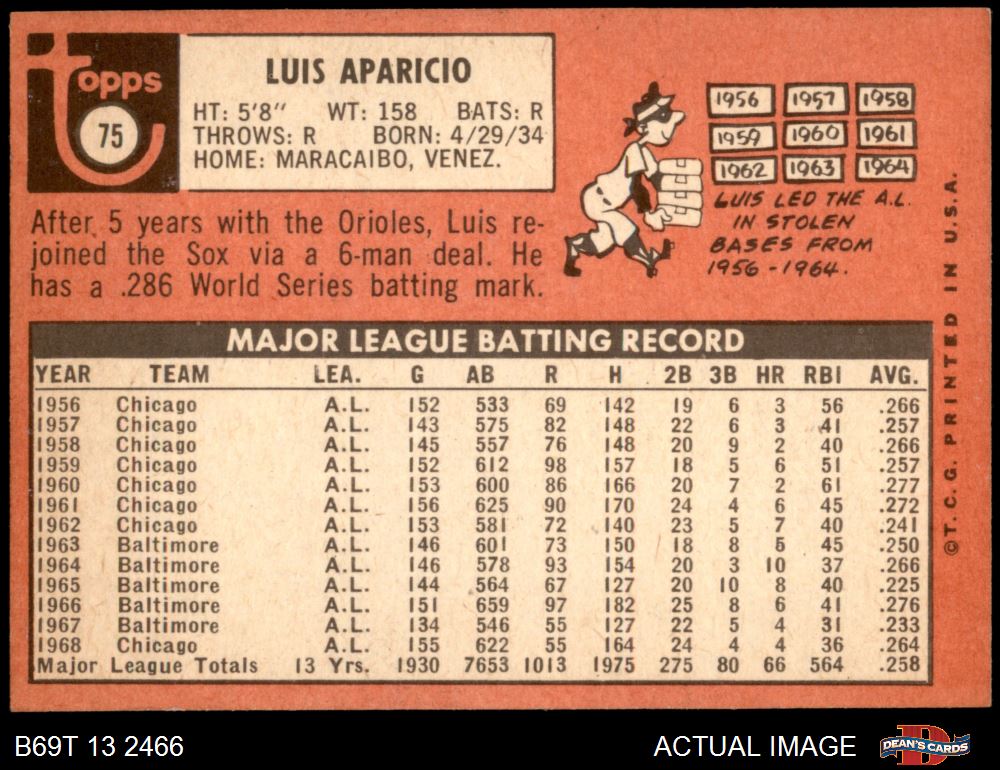 Topps
75
LUIS APARICIO
HT: 5'8" WT: 158 BATS: R
THROWS: R BORN: 4/29/34
HOME: MARACAIBO, VENEZ.
After 5 years with the Orioles, Luis re-
joined the Sox via a 6-man deal. He
has a .286 World Series batting mark.
1956 1957 1958
1959 1960 1961
1962 1963 1964
LUIS LED THE A.L.
IN STOLEN
BASES FROM
1956-1964.
MAJOR LEAGUE BATTING RECORD
YEAR TEAM LEA. G AB R H 2B 3B HR RBI AVG.
1956 Chicago A.L. 152 533 69 142 19 6 3 56 .266
1957 Chicago A.L. 143 575 82 148 22 6 3 41 .257
1958 Chicago A.L. 145 557 76 148 20 9 2 40 .266
1959 Chicago A.L. 152 612 98 157 18 5 6 51 .257
1960 Chicago A.L. 153 600 86 166 20 7 2 61 .277
1961 Chicago A.L. 156 625 90 170 24 4 6 45 .272
1962 Chicago A.L. 153 581 72 140 23 5 7 40 .241
1963 Baltimore A.L. 146 601 73 150 18 8 5 45 .250
1964 Baltimore A.L. 146 578 93 154 20 3 10 37 .266
1965 Baltimore A.L. 144 564 67 127 20 10 8 40 .225
1966 Baltimore A.L. 151 659 97 182 25 8 6 41 .276
1967 Baltimore A.L. 134 546 55 127 22 5 4 31 .233
1968 Chicago A.L. 155 622 55 164 24 4 4 36 .264
Major League Totals 13 Yrs. 1930 7653 1013 1975 275 80 66 564 .258
©T.C.G. PRINTED IN U.S.A.
B69T 13 2466
ACTUAL IMAGE
D
DEAN'S CARDS